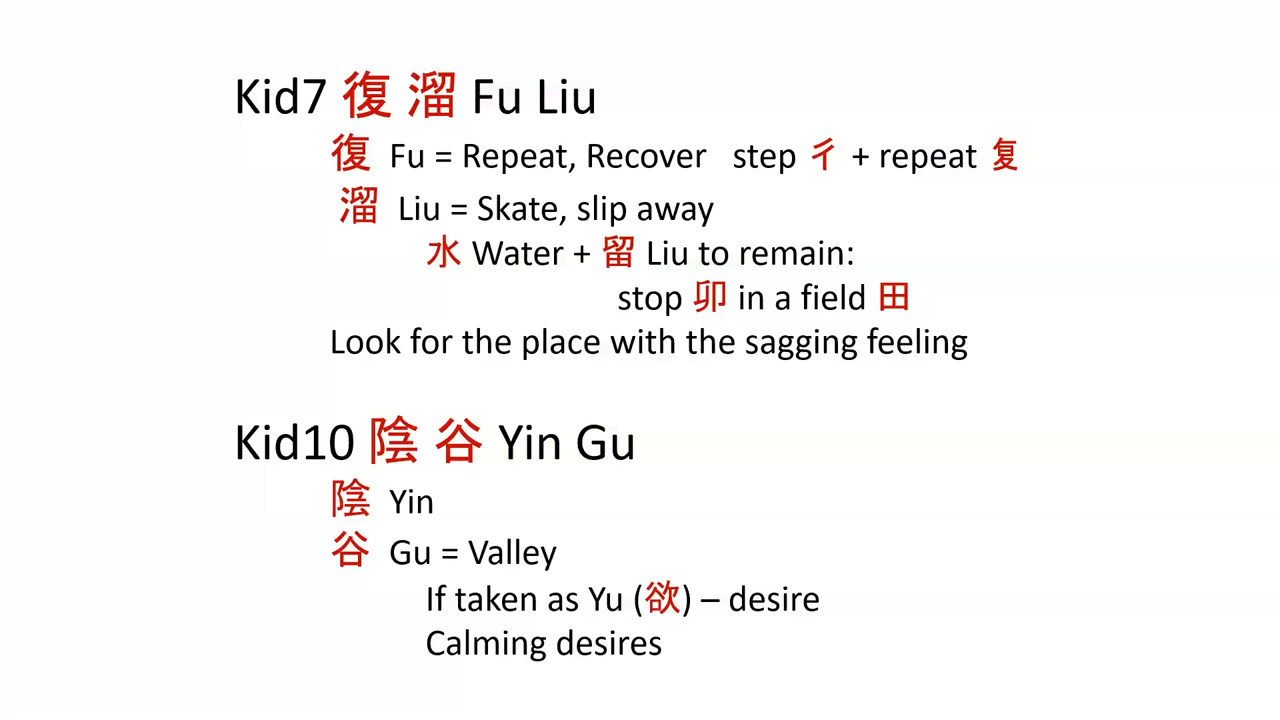 Kid7 復 溜 Fu Liu
復 Fu = Repeat, Recover step 彳 + repeat 复
溜 Liu = Skate, slip away
水 Water + 留 Liu to remain:
stop 卯 in a field 田
Look for the place with the sagging feeling
Kid10 陰 谷 Yin Gu
陰 Yin
谷 Gu = Valley
If taken as Yu (欲) – desire
Calming desires